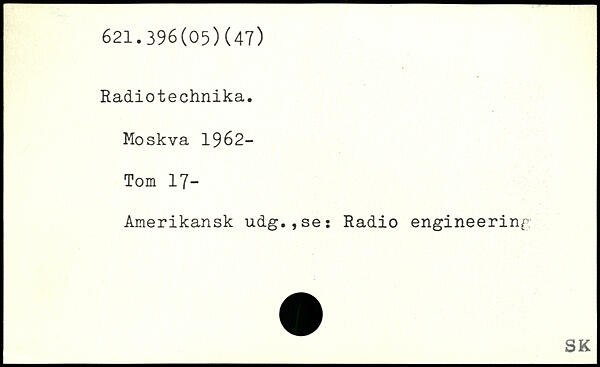 621.396(05)(47)
Radiotechnika.
Moskva 1962-
Tom 17-
Amerikansk udg.,se: Radio engineering
SK